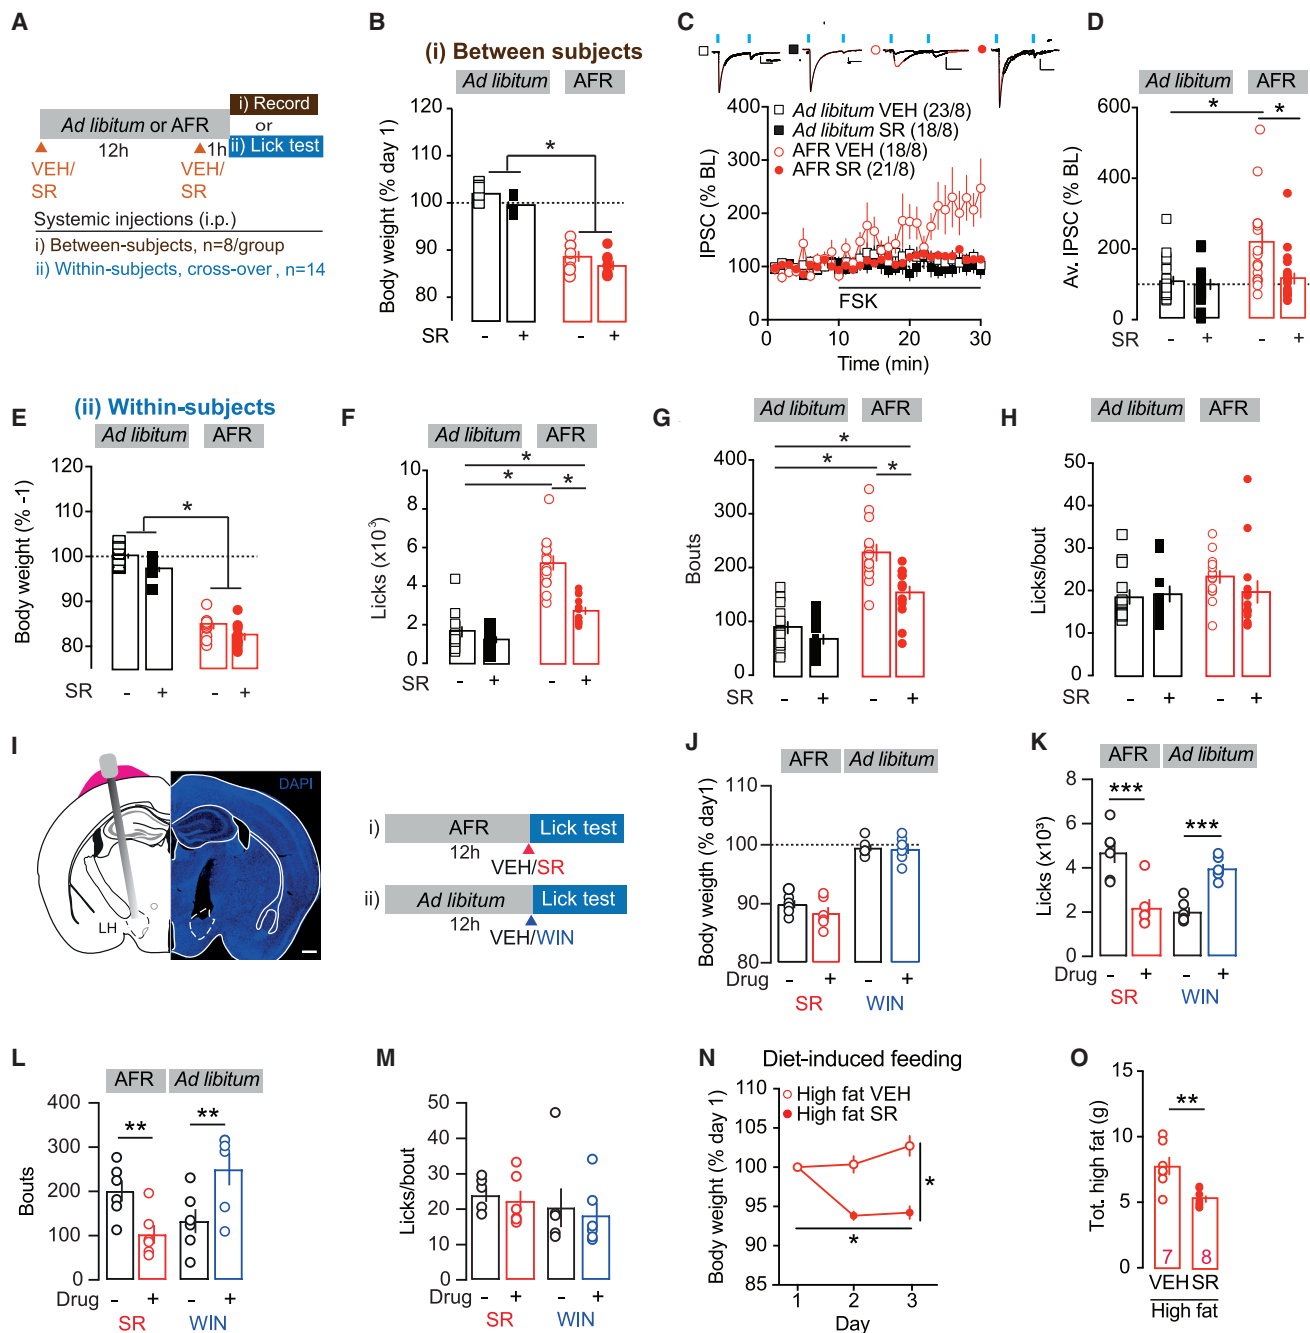 A
Ad libitum or AFR
i) Record
or
ii) Lick test
12h
1h
VEH/
SR
VEH/
SR
Systemic injections (i.p.)
i) Between-subjects, n=8/group
ii) Within-subjects, cross-over , n=14
B
(i) Between subjects
Ad libitum
AFR
Body weight (% day 1)
120
110
100
90
80
*
SR
-
+
-
+
C
IPSC (% BL)
400
300
200
100
0
Ad libitum VEH (23/8)
Ad libitum SR (18/8)
AFR VEH (18/8)
AFR SR (21/8)
FSK
0
10
20
30
Time (min)
D
Ad libitum
AFR
Av. IPSC (% BL)
600
400
200
0
*
*
SR
-
+
-
+
E
(ii) Within-subjects
Ad libitum
AFR
Body weight (% -1)
120
110
100
90
80
*
SR
-
+
-
+
F
Ad libitum
AFR
Licks (x10³)
10
8
6
4
2
0
*
*
*
SR
-
+
-
+
G
Ad libitum
AFR
Bouts
400
300
200
100
0
*
*
*
SR
-
+
-
+
H
Ad libitum
AFR
Licks/bout
50
40
30
20
10
0
SR
-
+
-
+
I
LH
DAPI
i)
AFR
Lick test
12h
VEH/SR
ii)
Ad libitum
Lick test
12h
VEH/WIN
J
AFR
Ad libitum
Body weigth (% day1)
110
100
90
80
Drug
-
+
-
+
SR
WIN
K
AFR
Ad libitum
Licks (x10³)
8
6
4
2
0
***
***
Drug
-
+
-
+
SR
WIN
L
AFR
Ad libitum
Bouts
400
300
200
100
0
**
**
Drug
-
+
-
+
SR
WIN
M
Licks/bout
50
40
30
20
10
0
Drug
-
+
-
+
SR
WIN
N
Diet-induced feeding
High fat VEH
High fat SR
Body weight (% day 1)
110
105
100
95
90
85
*
*
1
2
3
Day
O
Tot. high fat (g)
15
10
5
0
**
7
8
VEH SR
High fat